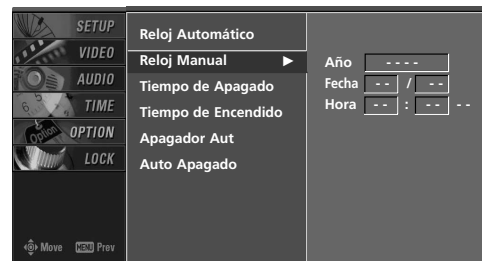 SETUP
VIDEO
AUDIO
TIME
OPTION
LOCK
Move MENU Prev
Reloj Automático
Reloj Manual ▶
Tiempo de Apagado
Tiempo de Encendido
Apagador Aut
Auto Apagado
Año - - - -
Fecha - - / - -
Hora - - : - - - -
Option